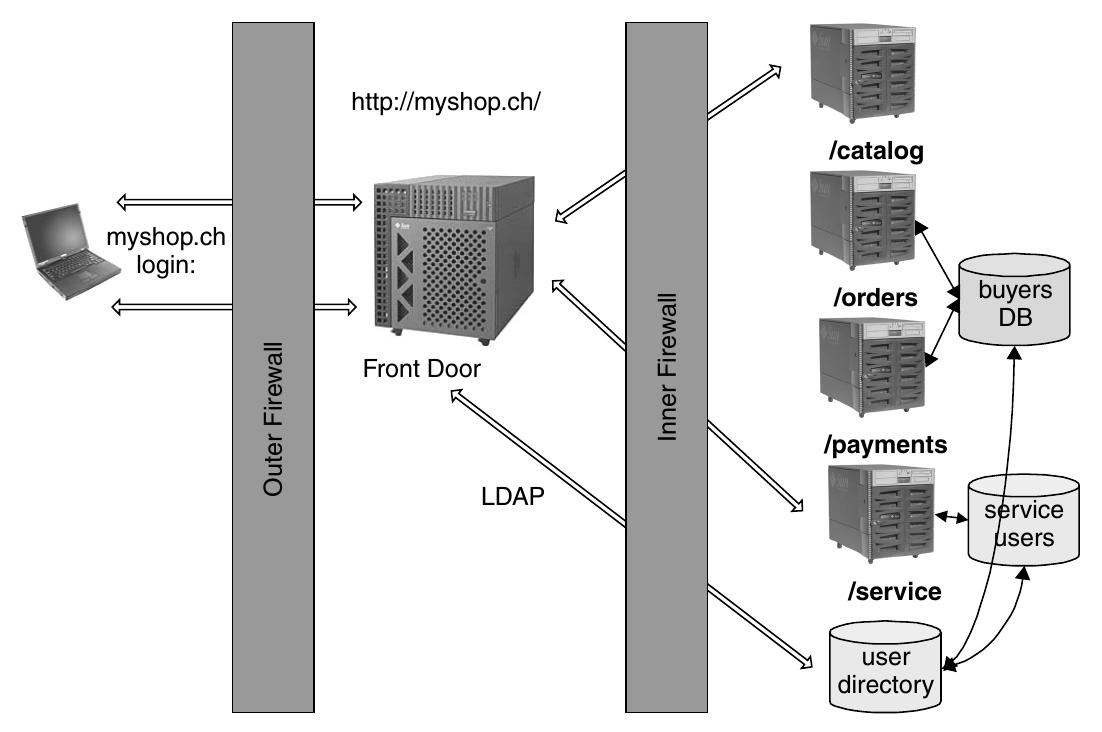 http://myshop.ch/
myshop.ch
login:
Outer Firewall
Front Door
LDAP
Inner Firewall
/catalog
/orders
buyers
DB
/payments
service
users
/service
user
directory